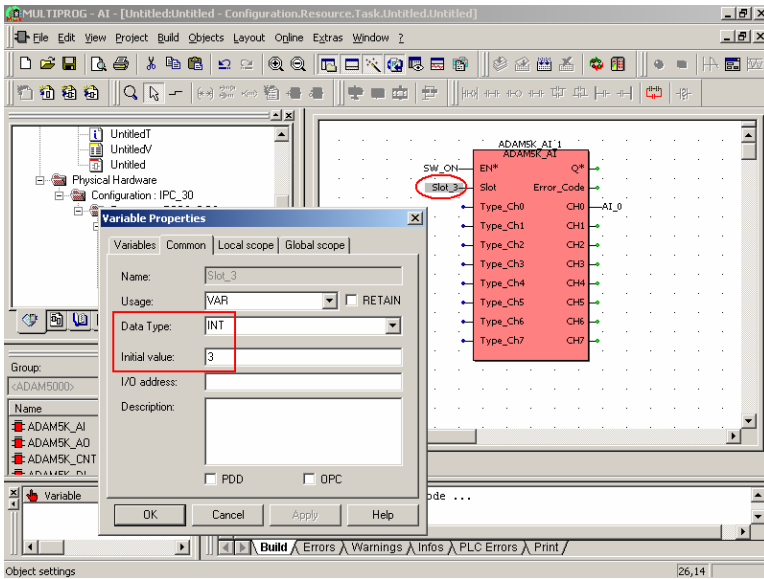 MULTIPROG - AI - [Untitled:Untitled - Configuration.Resource.Task.Untitled.Untitled]
File Edit View Project Build Objects Layout Online Extras Window ?
UntitledT
UntitledV
Untitled
Physical Hardware
Configuration : IPC_30
Variable Properties
Variables Common Local scope Global scope
Name: Slot_3
Usage: VAR RETAIN
Data Type: INT
Initial value: 3
I/O address:
Description:
PDD OPC
OK Cancel Apply Help
ADAM5K_AI_1
ADAM5K_AI
SW_ON EN* Q*
Slot_3 Slot Error_Code
Type_Ch0 CH0 AI_0
Type_Ch1 CH1
Type_Ch2 CH2
Type_Ch3 CH3
Type_Ch4 CH4
Type_Ch5 CH5
Type_Ch6 CH6
Type_Ch7 CH7
Group:
<ADAM5000>
Name
ADAM5K_AI
ADAM5K_AO
ADAM5K_CNT
Variable
ode ...
Build Errors Warnings Infos PLC Errors Print
Object settings
26,14